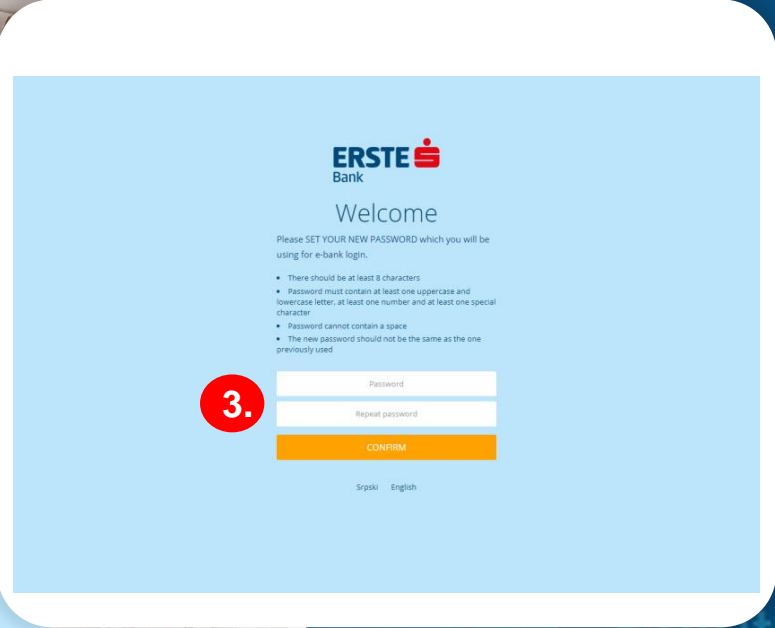 ERSTE
Bank
Welcome
Please SET YOUR NEW PASSWORD which you will be
using for e-bank login.
• There should be at least 8 characters
• Password must contain at least one uppercase and
lowercase letter, at least one number and at least one special
character
• Password cannot contain a space
• The new password should not be the same as the one
previously used
3.
Password
Repeat password
CONFIRM
Srpski English